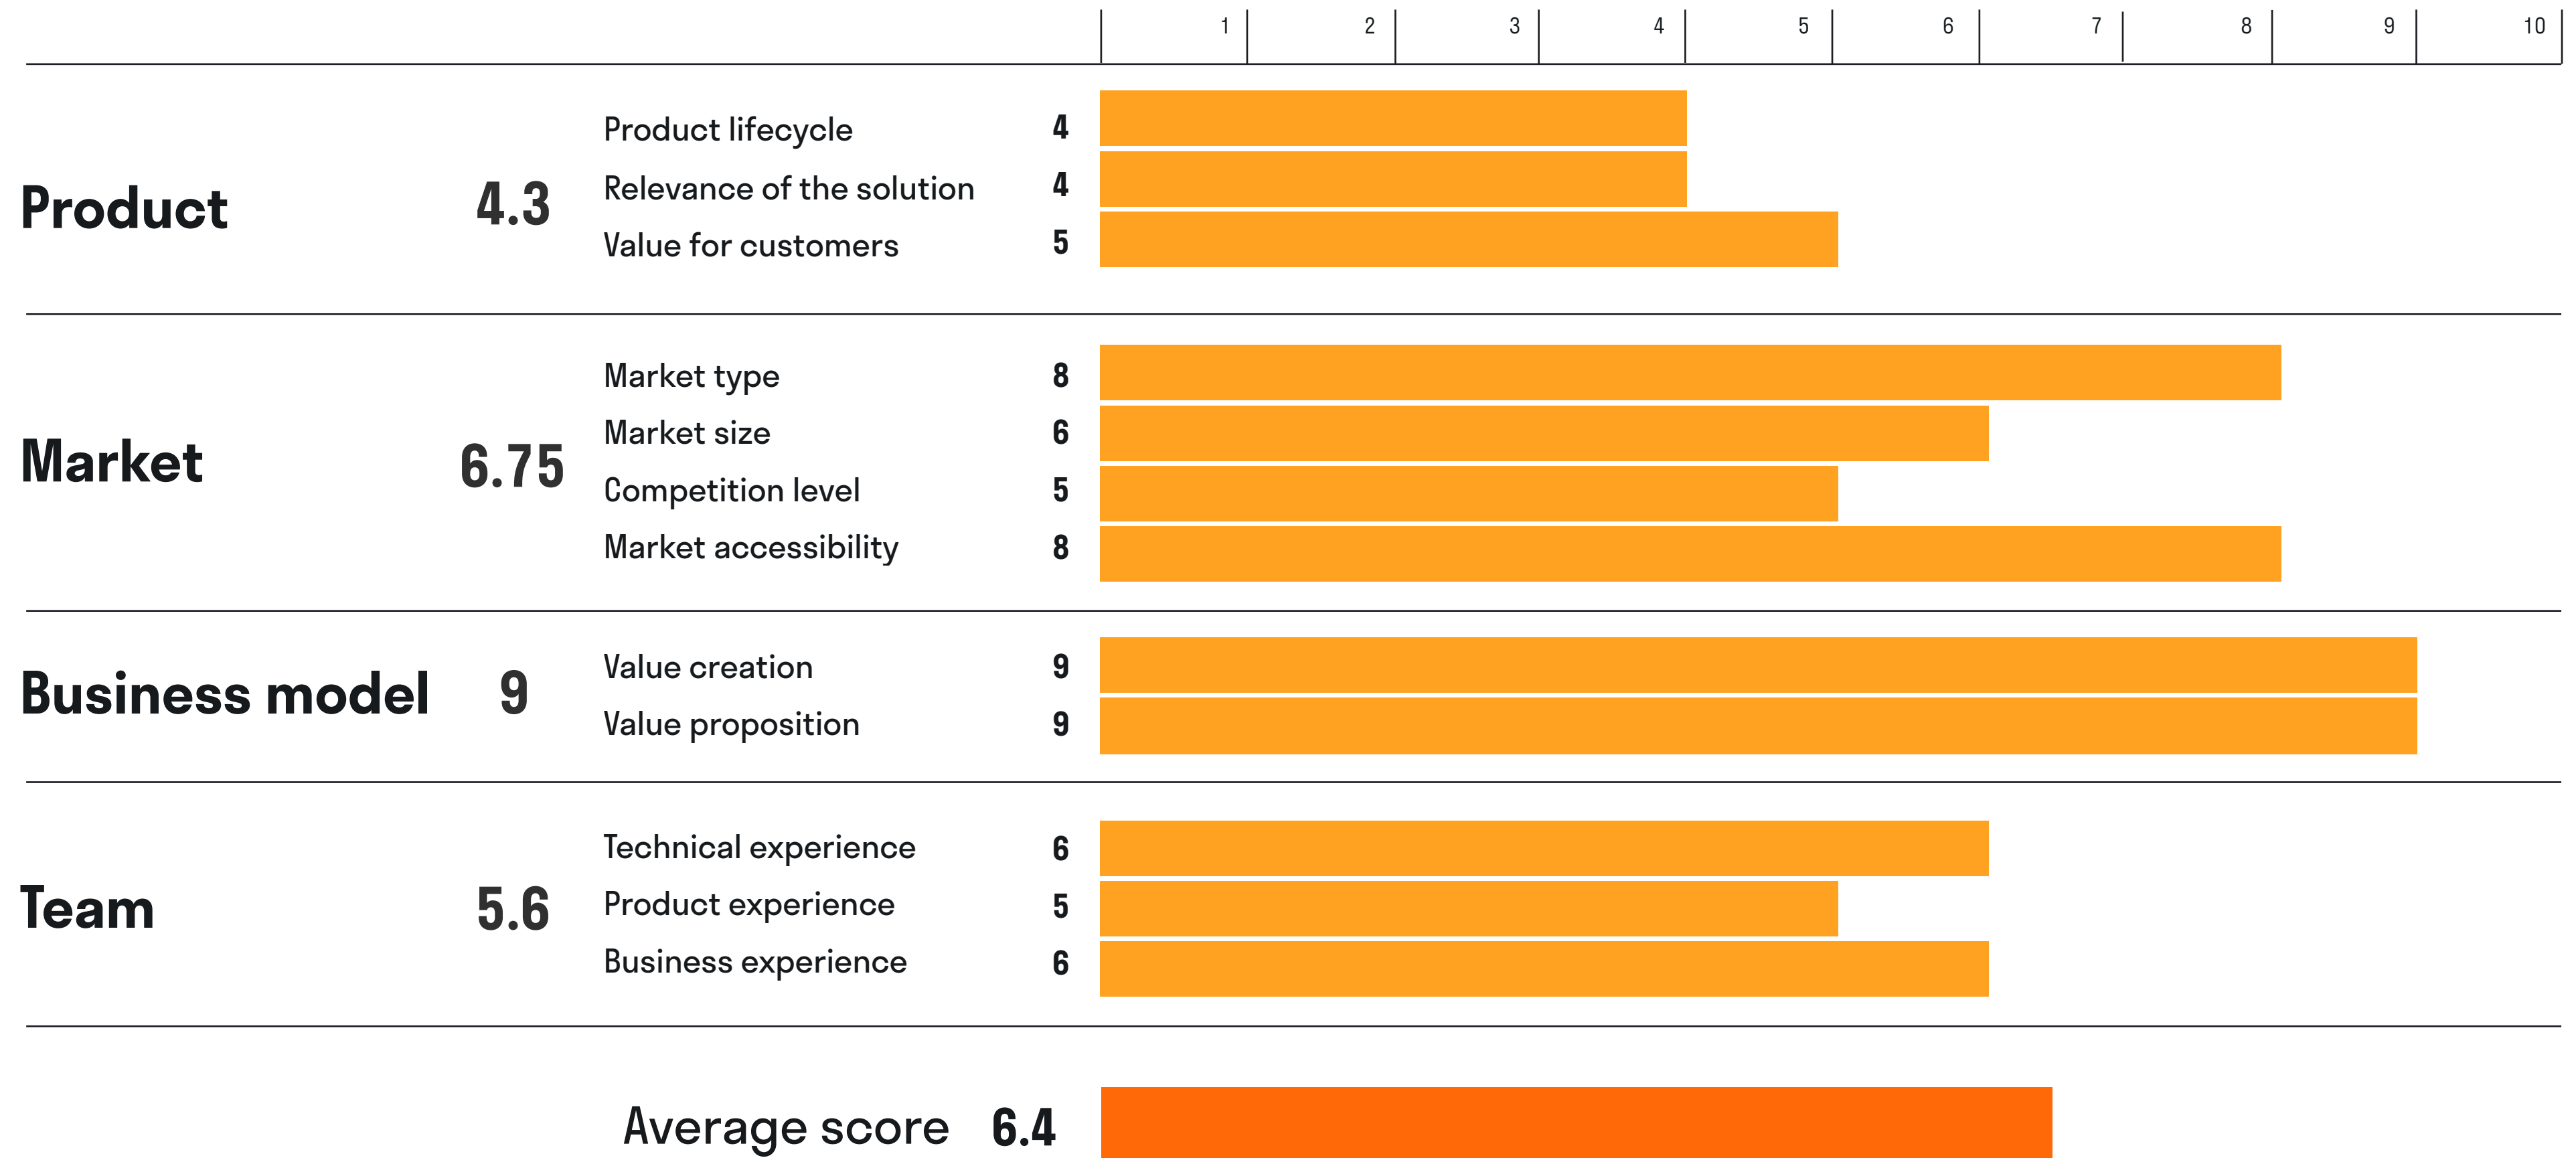 1 2 3 4 5 6 7 8 9 10
Product 4.3
Product lifecycle 4
Relevance of the solution 4
Value for customers 5
Market 6.75
Market type 8
Market size 6
Competition level 5
Market accessibility 8
Business model 9
Value creation 9
Value proposition 9
Team 5.6
Technical experience 6
Product experience 5
Business experience 6
Average score 6.4